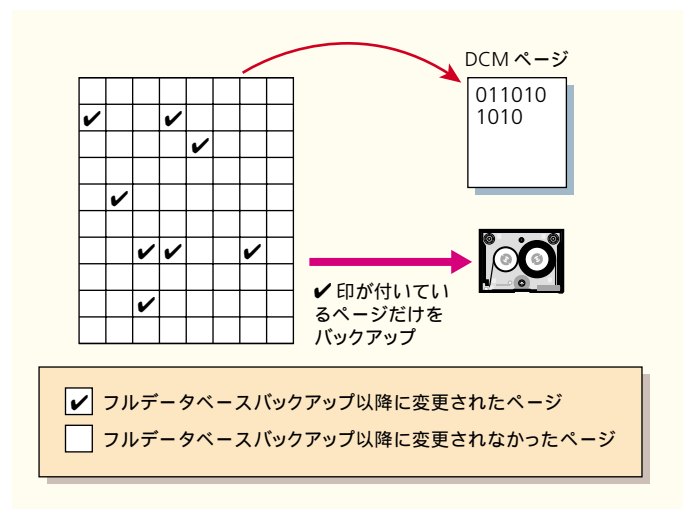 DCM ページ
011010
1010
✔印が付いてい
るページだけを
バックアップ
✔ フルデータベースバックアップ以降に変更されたページ
フルデータベースバックアップ以降に変更されなかったページ